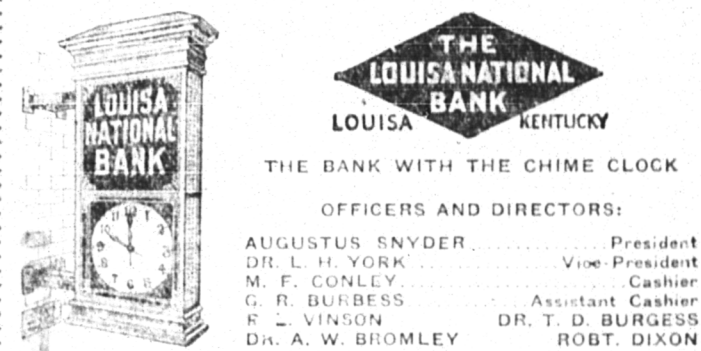 LOUISA
NATIONAL
BANK
THE
LOUISA NATIONAL
BANK
LOUISA KENTUCKY
THE BANK WITH THE CHIME CLOCK
OFFICERS AND DIRECTORS:
AUGUSTUS SNYDER President
DR. L. H. YORK Vice-President
M. F. CONLEY Cashier
G. R. BURBESS Assistant Cashier
VINSON DR. T. D. BURGESS
DR. A. W. BROMLEY ROBT. DIXON